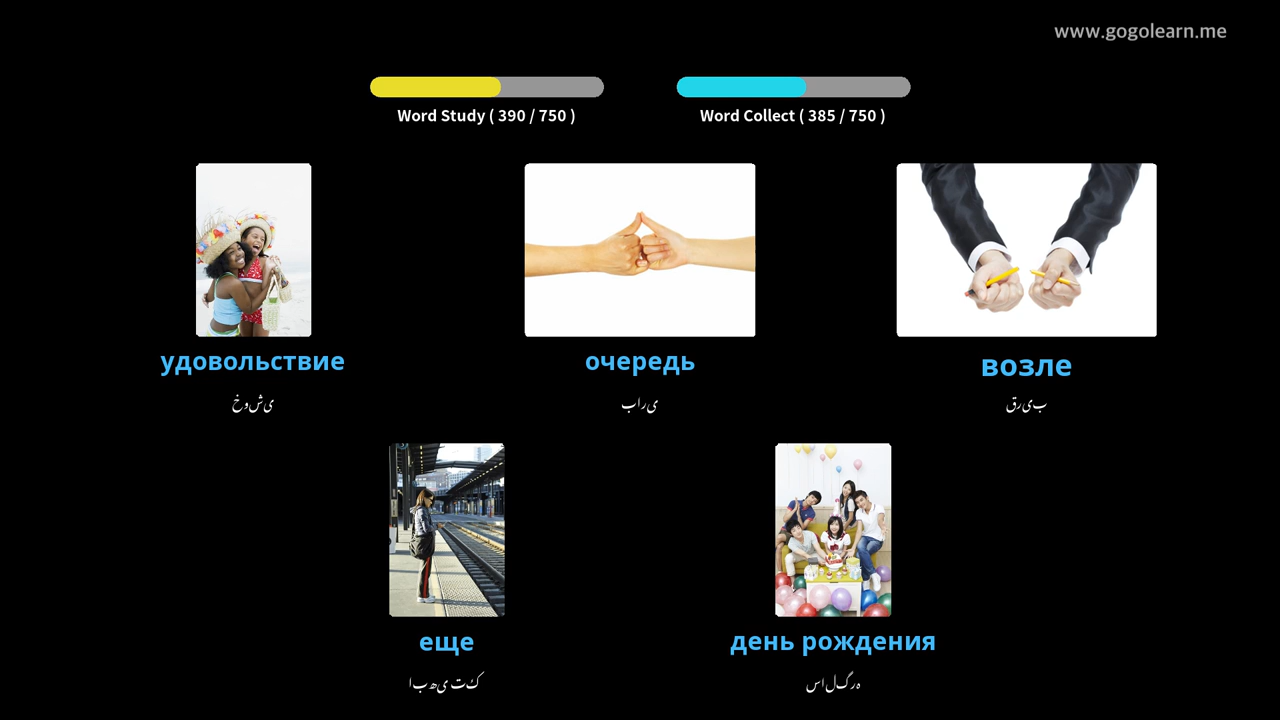 www.gogolearn.me
Word Study ( 390 / 750 )
Word Collect ( 385 / 750 )
удовольствие
خوشی
очередь
باری
возле
قریب
еще
ابھی تک
день рождения
سالگرہ